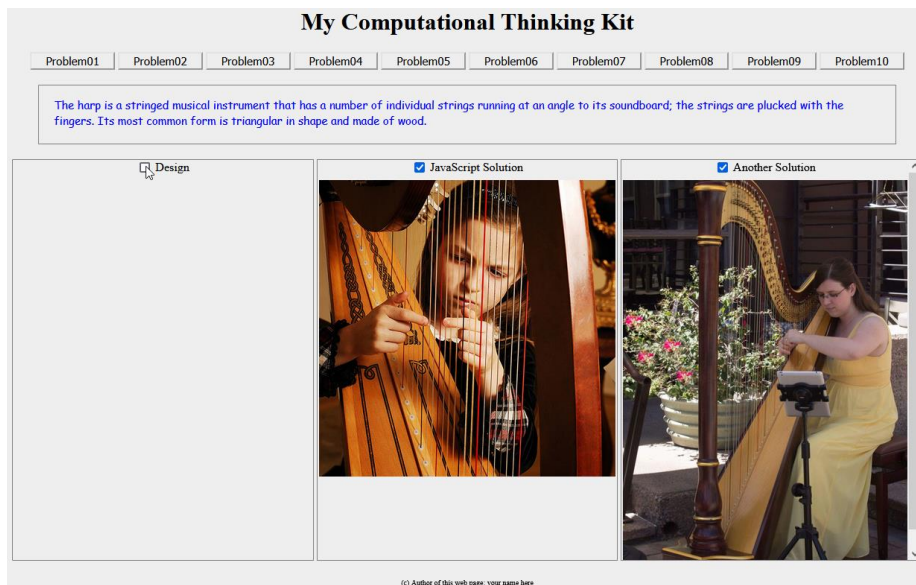 My Computational Thinking Kit
Problem01 Problem02 Problem03 Problem04 Problem05 Problem06 Problem07 Problem08 Problem09 Problem10
The harp is a stringed musical instrument that has a number of individual strings running at an angle to its soundboard; the strings are plucked with the
fingers. Its most common form is triangular in shape and made of wood.
Design JavaScript Solution Another Solution
(c) Author of this web page: your name here